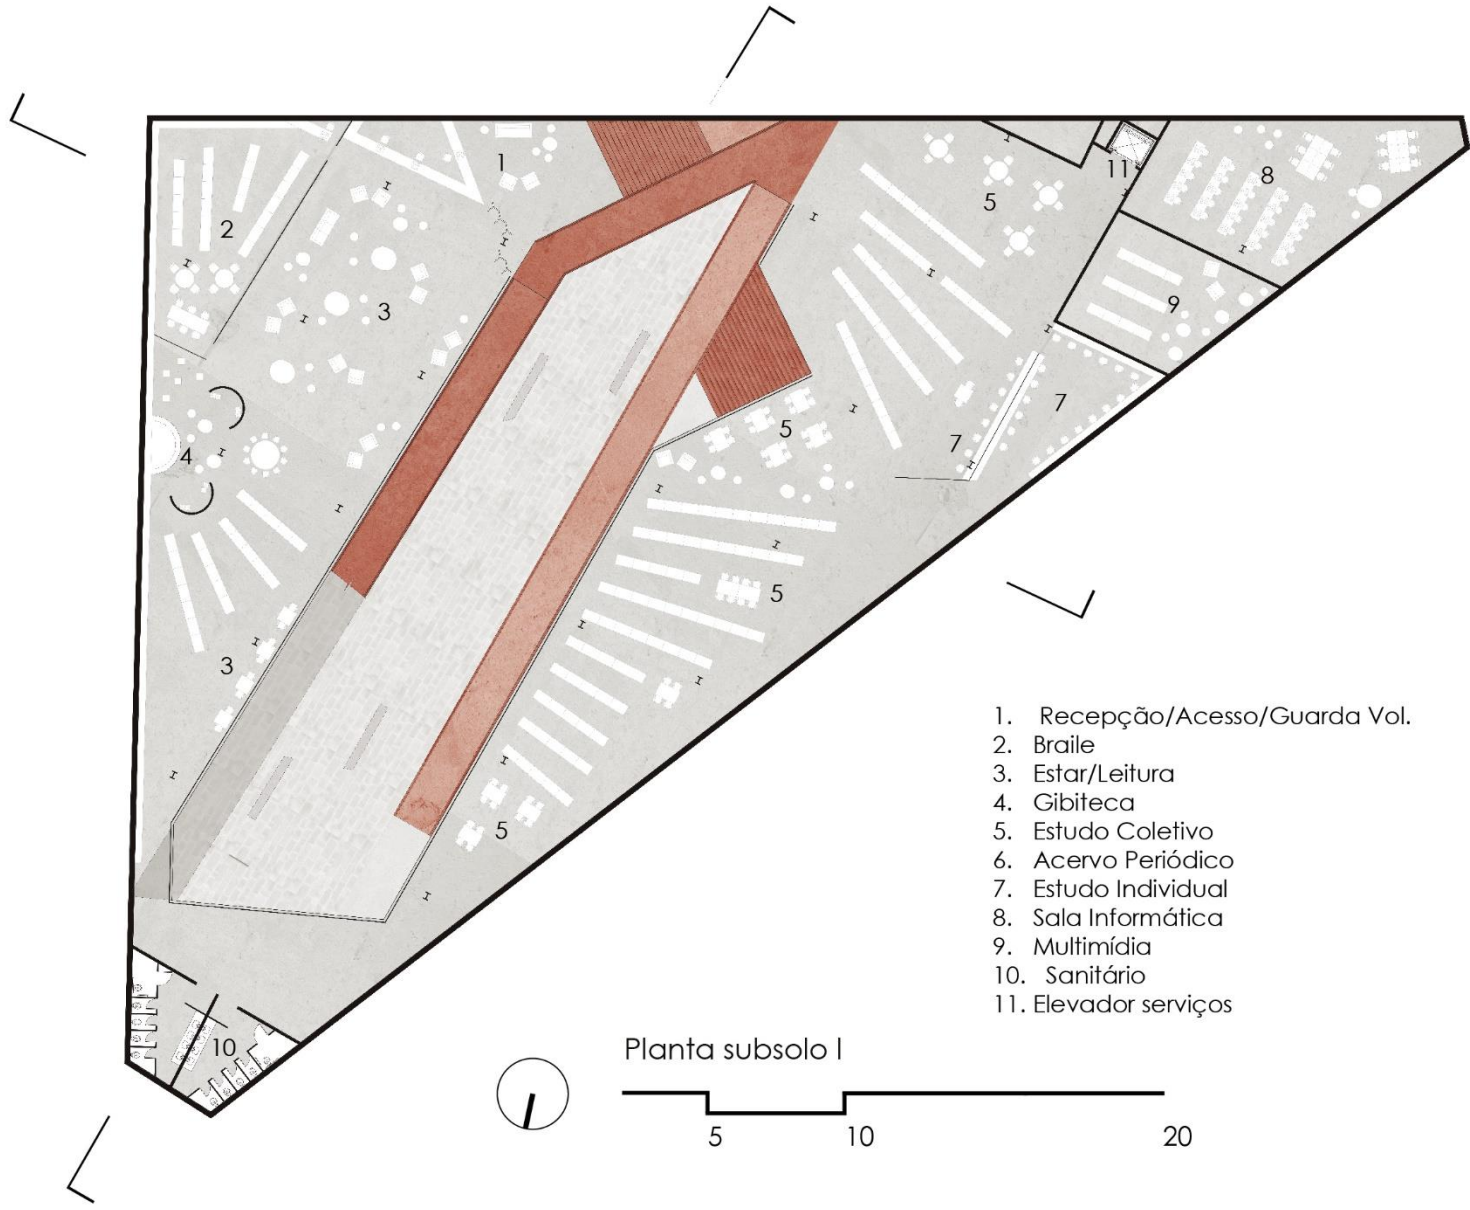 1
2
3
4
3
5
11
8
9
7
7
5
5
5
10
1. Recepção/Acesso/Guarda Vol.
2. Braile
3. Estar/Leitura
4. Gibiteca
5. Estudo Coletivo
6. Acervo Periódico
7. Estudo Individual
8. Sala Informática
9. Multimídia
10. Sanitário
11. Elevador serviços
Planta subsolo I
5 10 20